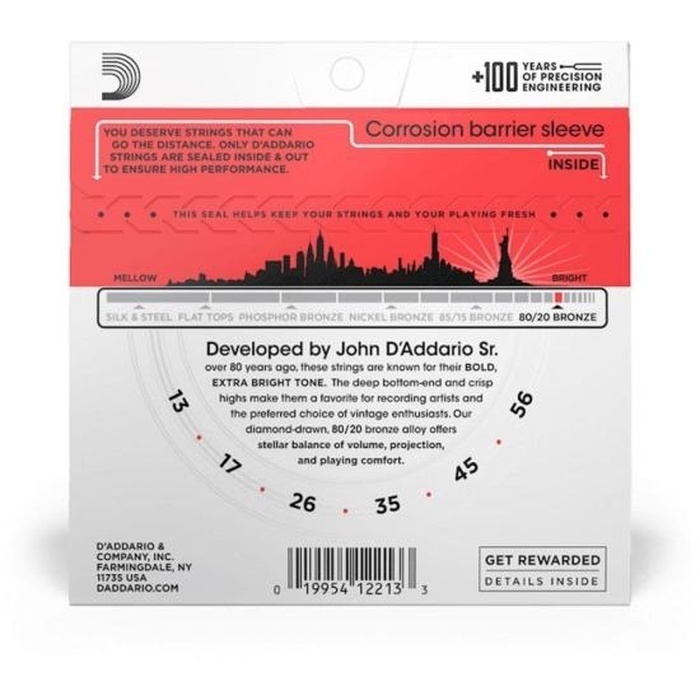 +100 YEARS
OF PRECISION
ENGINEERING
YOU DESERVE STRINGS THAT CAN
GO THE DISTANCE. ONLY D'ADDARIO
STRINGS ARE SEALED INSIDE & OUT
TO ENSURE HIGH PERFORMANCE.
Corrosion barrier sleeve
INSIDE
THIS SEAL HELPS KEEP YOUR STRINGS AND YOUR PLAYING FRESH
MELLOW BRIGHT
SILK & STEEL FLAT TOPS PHOSPHOR BRONZE NICKEL BRONZE 85/15 BRONZE 80/20 BRONZE
Developed by John D'Addario Sr.
over 80 years ago, these strings are known for their BOLD,
EXTRA BRIGHT TONE. The deep bottom-end and crisp
highs make them a favorite for recording artists and
the preferred choice of vintage enthusiasts. Our
diamond-drawn, 80/20 bronze alloy offers
stellar balance of volume, projection,
and playing comfort.
13 17 26 35 45 56
D'ADDARIO &
COMPANY, INC.
FARMINGDALE, NY
11735 USA
DADDARIO.COM
0 19954 12213 3
GET REWARDED
DETAILS INSIDE